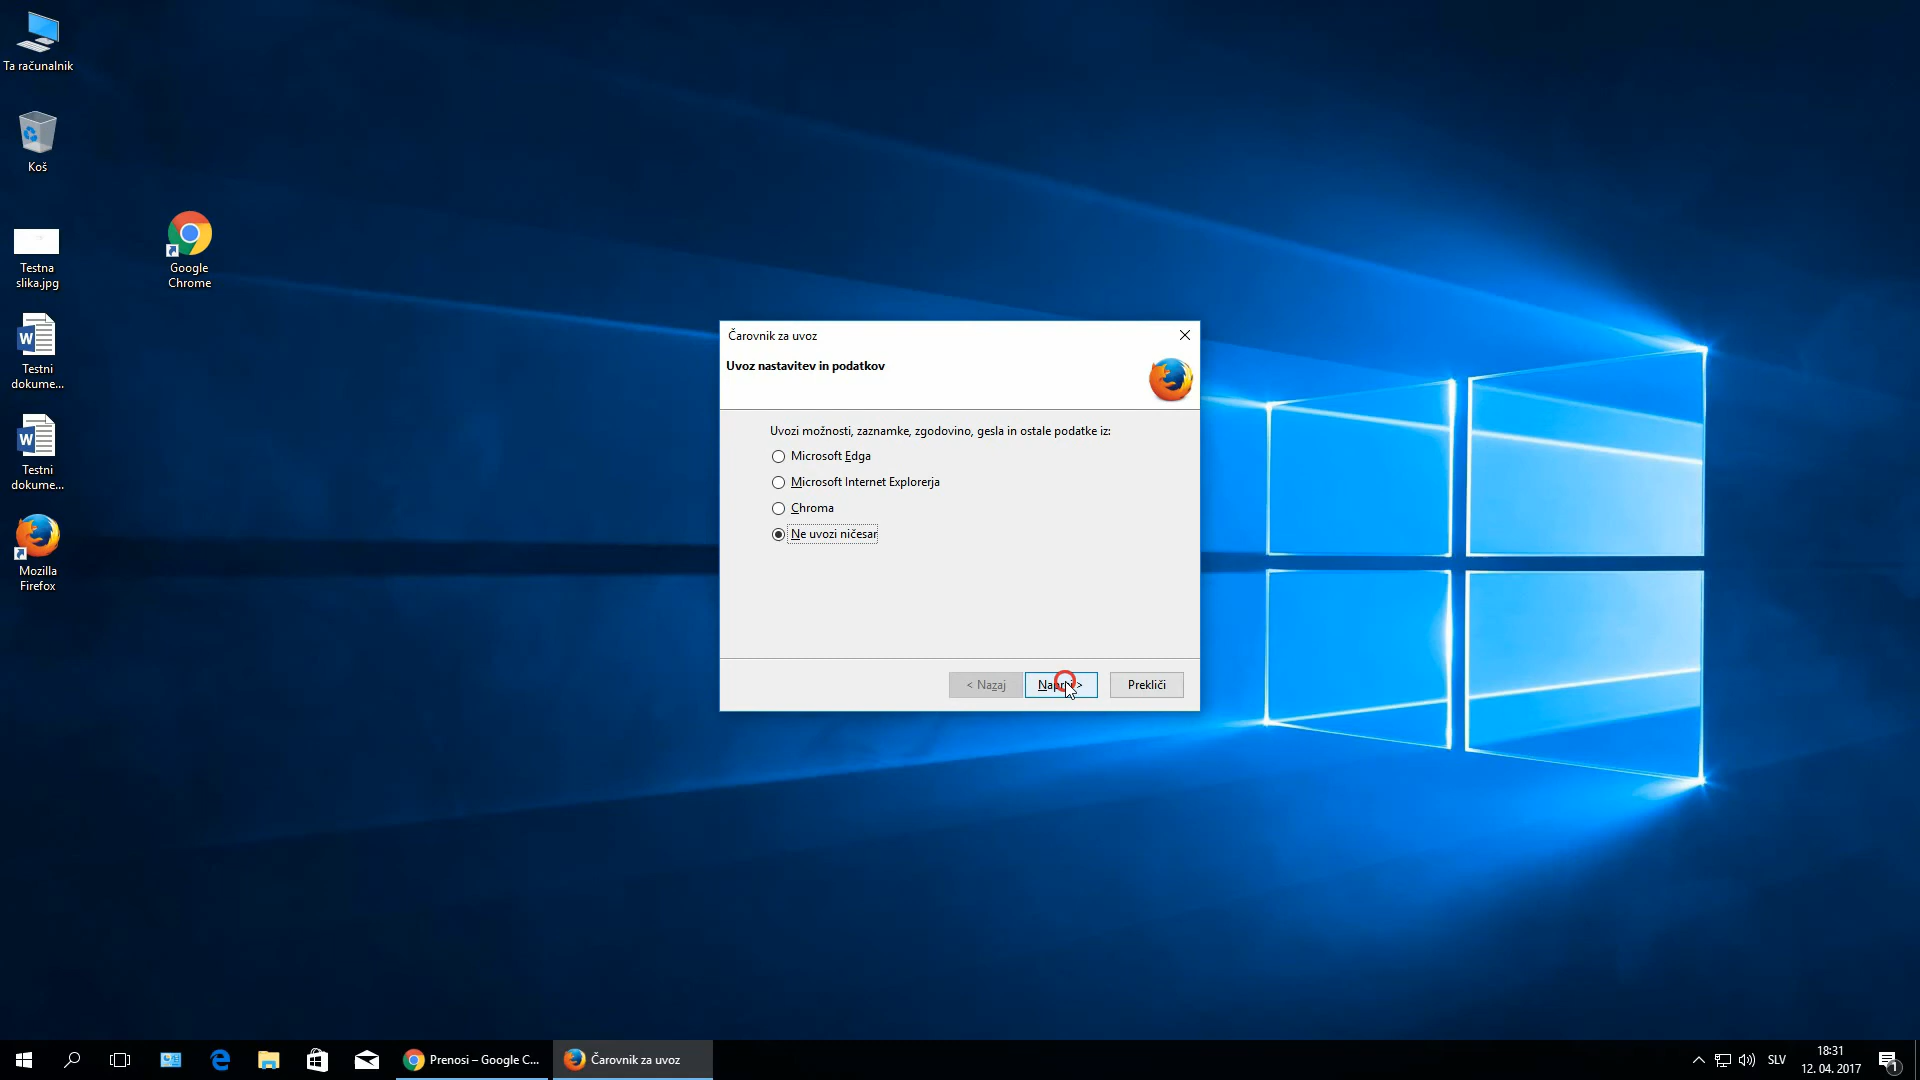 Ta računalnik
Koš
Testna
slika.jpg
Google
Chrome
Testni
dokume...
Testni
dokume...
Mozilla
Firefox
Čarovnik za uvoz
Uvoz nastavitev in podatkov
Uvozi možnosti, zaznamke, zgodovino, gesla in ostale podatke iz:
Microsoft Edga
Microsoft Internet Explorerja
Chroma
Ne uvozi ničesar
< Nazaj
Naprej >
Prekliči
Prenosi – Google C...
Čarovnik za uvoz
SLV
18:31
12. 04. 2017
1